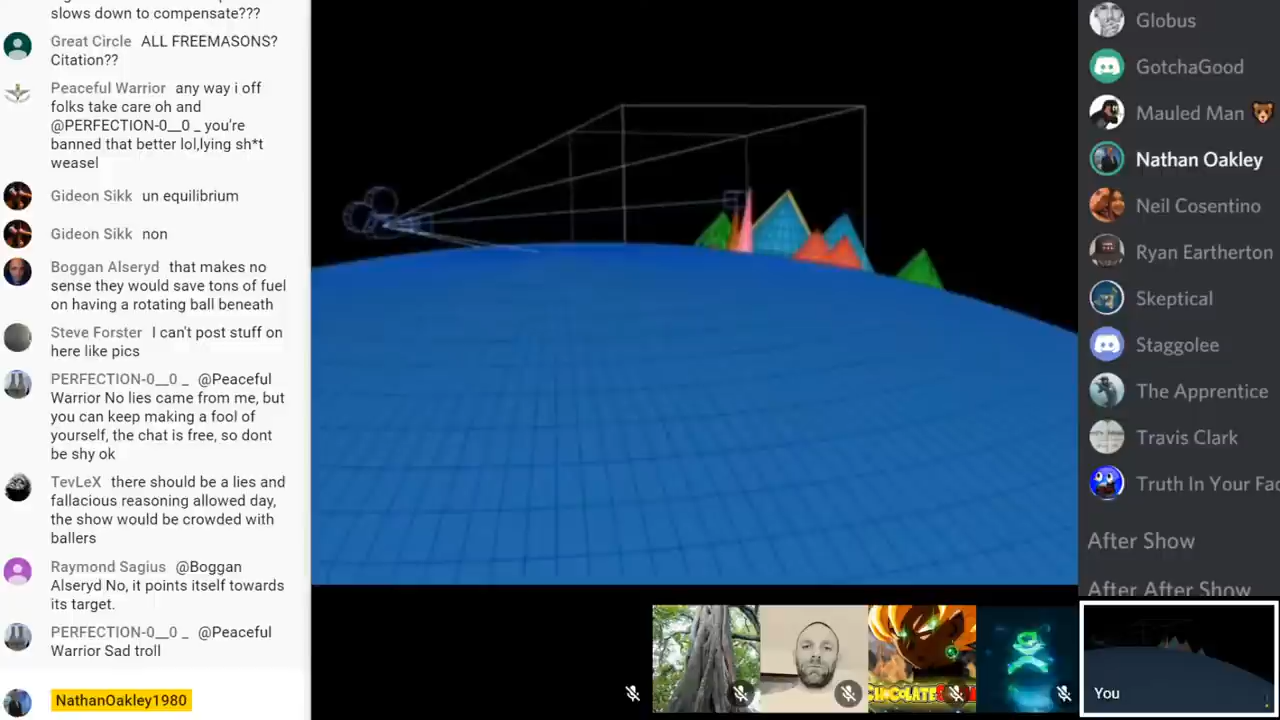 slows down to compensate???
Great Circle ALL FREEMASONS?
Citation??
Peaceful Warrior any way i off
folks take care oh and
@PERFECTION-0__0 _ you're
banned that better lol,lying sh*t
weasel
Gideon Sikk un equilibrium
Gideon Sikk non
Boggan Alseryd that makes no
sense they would save tons of fuel
on having a rotating ball beneath
Steve Forster I can't post stuff on
here like pics
PERFECTION-0__0 _ @Peaceful
Warrior No lies came from me, but
you can keep making a fool of
yourself, the chat is free, so dont
be shy ok
TevLeX there should be a lies and
fallacious reasoning allowed day,
the show would be crowded with
ballers
Raymond Sagius @Boggan
Alseryd No, it points itself towards
its target.
PERFECTION-0__0 _ @Peaceful
Warrior Sad troll
NathanOakley1980
Globus
GotchaGood
Mauled Man
Nathan Oakley
Neil Cosentino
Ryan Eartherton
Skeptical
Staggolee
The Apprentice
Travis Clark
Truth In Your Fac
After Show
After After Show
You